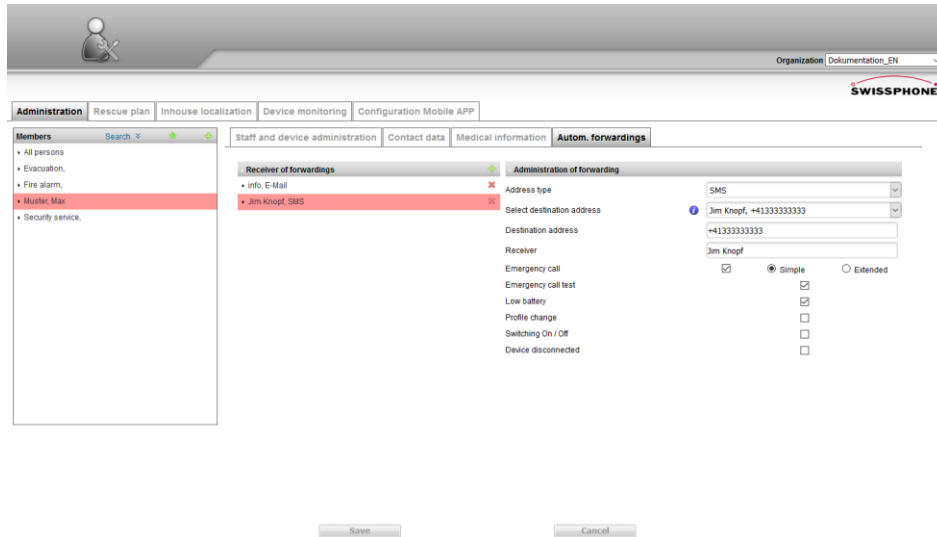 Organization Dokumentation_EN
SWISSPHONE
Administration Rescue plan Inhouse localization Device monitoring Configuration Mobile APP
Members Search
All persons
Evacuation,
Fire alarm,
Muster, Max
Security service,
Staff and device administration Contact data Medical information Autom. forwardings
Receiver of forwardings
info, E-Mail
Jim Knopf, SMS
Administration of forwarding
Address type SMS
Select destination address Jim Knopf, +41333333333
Destination address +41333333333
Receiver Jim Knopf
Emergency call Simple Extended
Emergency call test
Low battery
Profile change
Switching On / Off
Device disconnected
Save Cancel